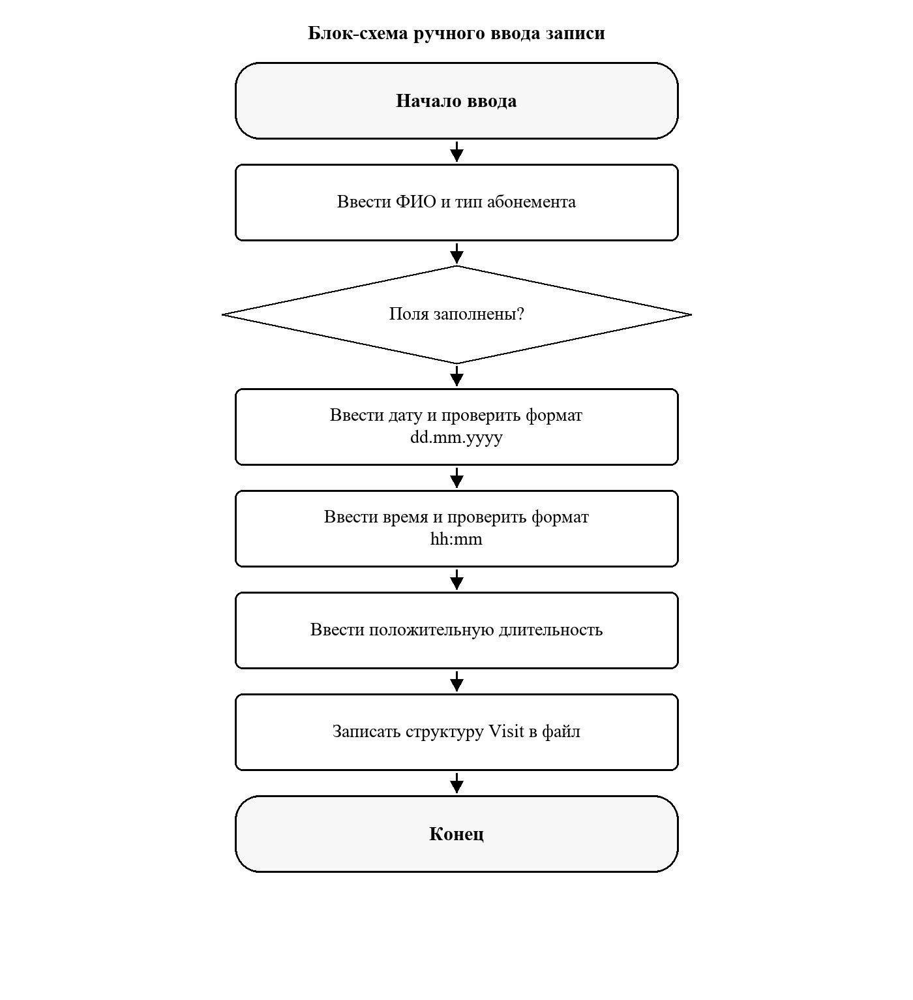 Блок-схема ручного ввода записи
Начало ввода
Ввести ФИО и тип абонемента
Поля заполнены?
Ввести дату и проверить формат
dd.mm.yyyy
Ввести время и проверить формат
hh:mm
Ввести положительную длительность
Записать структуру Visit в файл
Конец